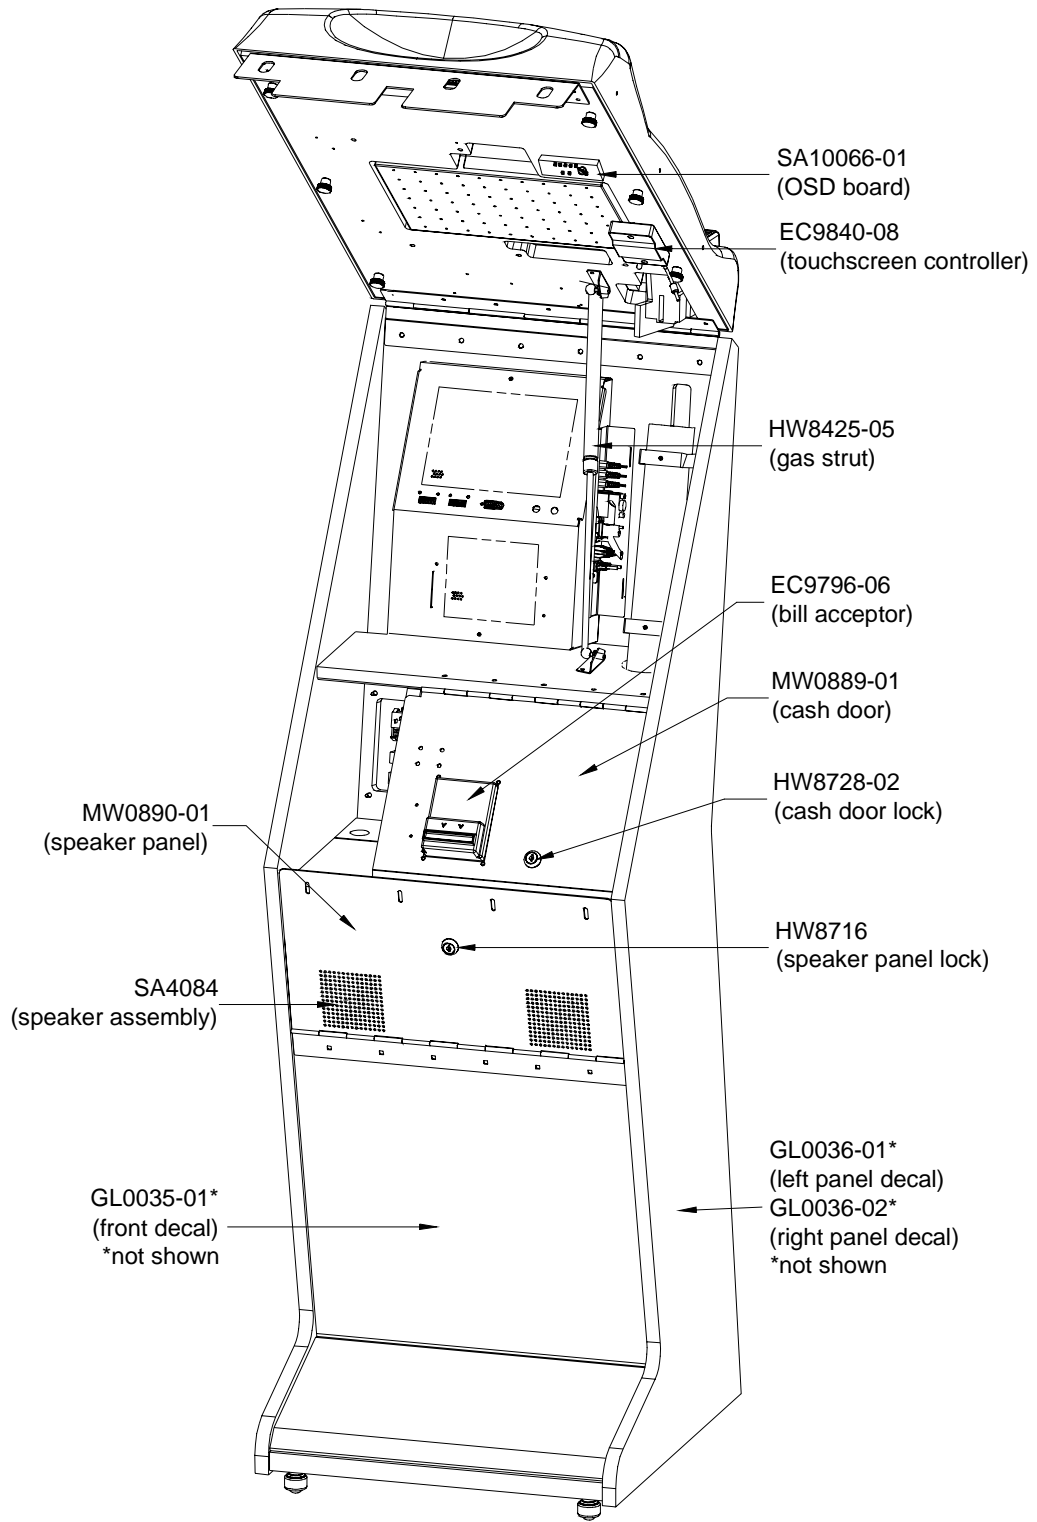 SA10066-01
(OSD board)
EC9840-08
(touchscreen controller)
HW8425-05
(gas strut)
EC9796-06
(bill acceptor)
MW0889-01
(cash door)
HW8728-02
(cash door lock)
MW0890-01
(speaker panel)
HW8716
(speaker panel lock)
SA4084
(speaker assembly)
GL0036-01*
(left panel decal)
GL0036-02*
(right panel decal)
*not shown
GL0035-01*
(front decal)
*not shown